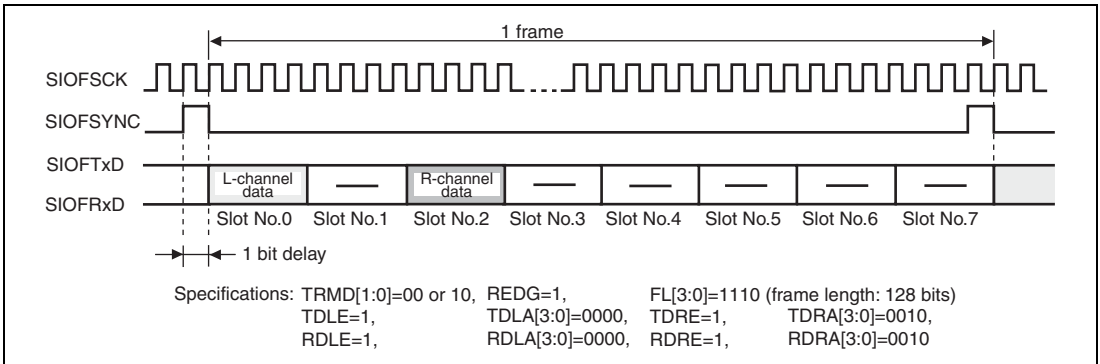 1 frame
SIOFSCK
SIOFSYNC
SIOFTxD
SIOFRxD
L-channel
data
R-channel
data
Slot No.0 Slot No.1 Slot No.2 Slot No.3 Slot No.4 Slot No.5 Slot No.6 Slot No.7
1 bit delay
Specifications: TRMD[1:0]=00 or 10, REDG=1, FL[3:0]=1110 (frame length: 128 bits)
TDLE=1, TDLA[3:0]=0000, TDRE=1, TDRA[3:0]=0010,
RDLE=1, RDLA[3:0]=0000, RDRE=1, RDRA[3:0]=0010